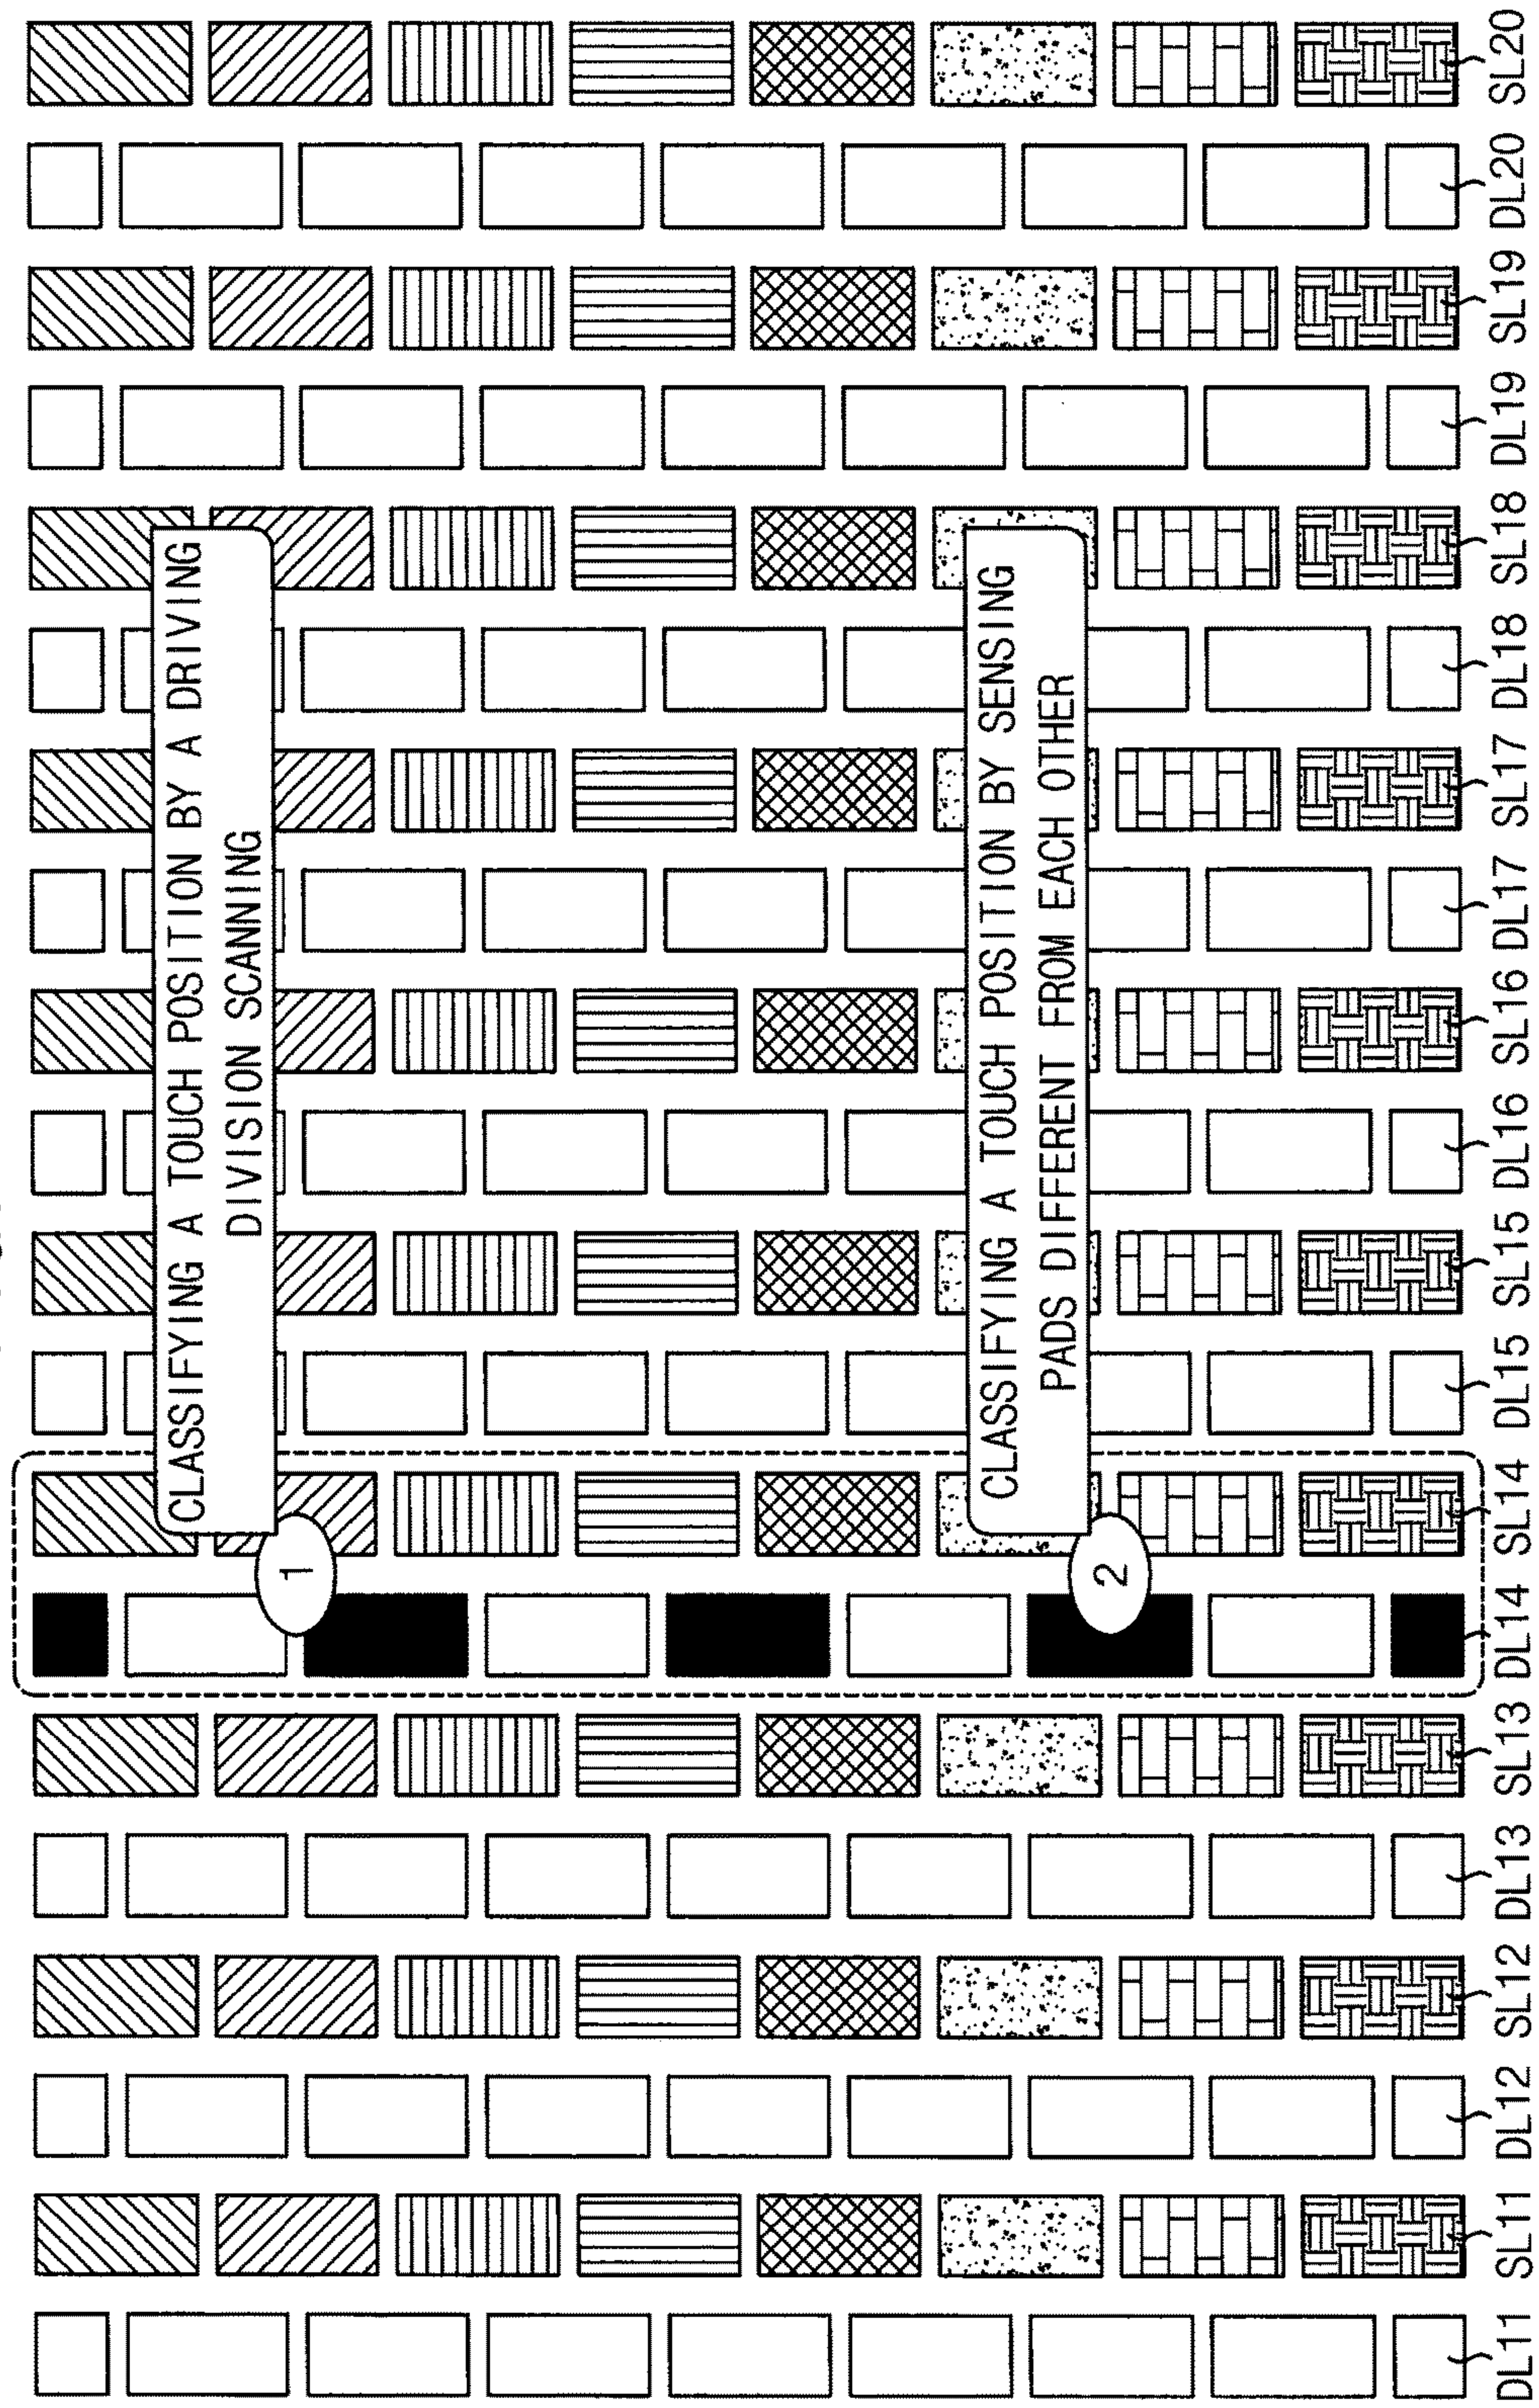 CLASSIFYING A TOUCH POSITION BY A DRIVING
DIVISION SCANNING
1
CLASSIFYING A TOUCH POSITION BY SENSING
PADS DIFFERENT FROM EACH OTHER
2
DL11 SL11 DL12 SL12 DL13 SL13 DL14 SL14 DL15 SL15 DL16 SL16 DL17 SL17 DL18 SL18 DL19 SL19 DL20 SL20